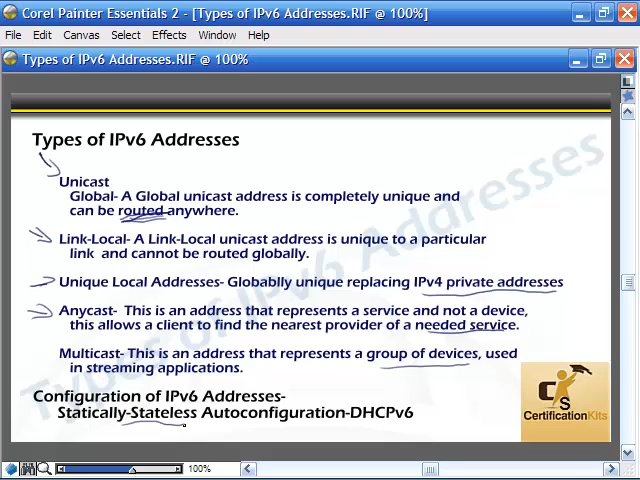 Corel Painter Essentials 2 - [Types of IPv6 Addresses.RIF @ 100%]
File Edit Canvas Select Effects Window Help
Types of IPv6 Addresses.RIF @ 100%
Types of IPv6 Addresses
Types of IPv6 Addresses
Unicast
Global- A Global unicast address is completely unique and
can be routed anywhere.
Link-Local- A Link-Local unicast address is unique to a particular
link and cannot be routed globally.
Unique Local Addresses- Globablly unique replacing IPv4 private addresses
Anycast- This is an address that represents a service and not a device,
this allows a client to find the nearest provider of a needed service.
Multicast- This is an address that represents a group of devices, used
in streaming applications.
Configuration of IPv6 Addresses-
Statically-Stateless Autoconfiguration-DHCPv6
CS
CertificationKits
100%